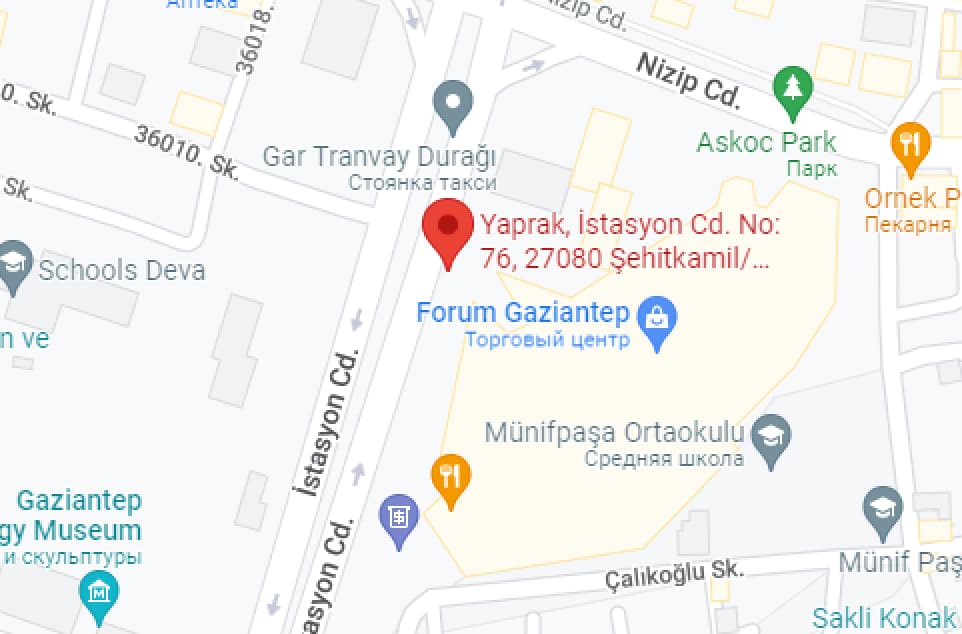 Аптека
Nizip Cd.
36018.
Nizip Cd.
0. Sk.
36010. Sk.
Askoc Park
Парк
Gar Tranvay Durağı
Стоянка такси
Sk.
Ornek P
Пекарня
Yaprak, İstasyon Cd. No:
76, 27080 Şehitkamil/...
Schools Deva
Forum Gaziantep
Торговый центр
n ve
İstasyon Cd.
Münifpaşa Ortaokulu
Средняя школа
Gaziantep
gy Museum
и скульптуры
tasyon Cd.
Çalıkoğlu Sk.
Münif Paş
Sakli Konak